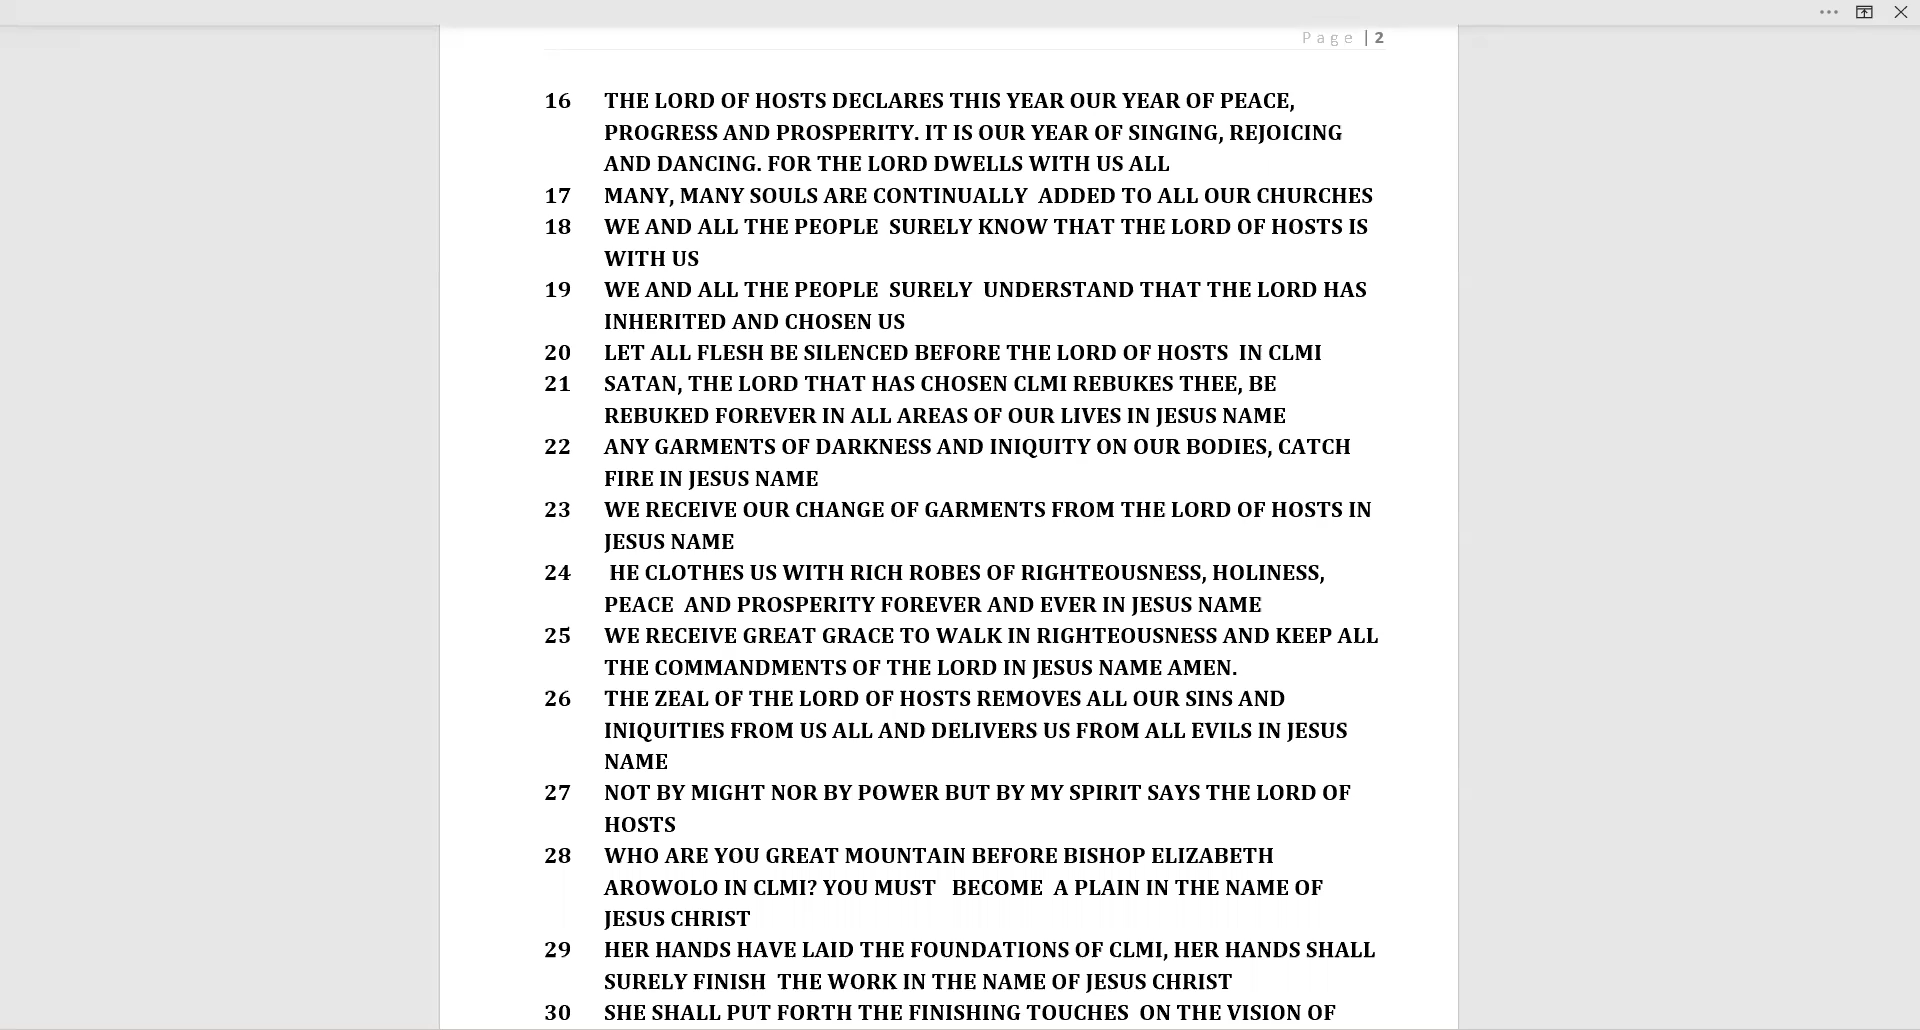 Page | 2
16 THE LORD OF HOSTS DECLARES THIS YEAR OUR YEAR OF PEACE,
PROGRESS AND PROSPERITY. IT IS OUR YEAR OF SINGING, REJOICING
AND DANCING. FOR THE LORD DWELLS WITH US ALL
17 MANY, MANY SOULS ARE CONTINUALLY  ADDED TO ALL OUR CHURCHES
18 WE AND ALL THE PEOPLE  SURELY KNOW THAT THE LORD OF HOSTS IS
WITH US
19 WE AND ALL THE PEOPLE  SURELY  UNDERSTAND THAT THE LORD HAS
INHERITED AND CHOSEN US
20 LET ALL FLESH BE SILENCED BEFORE THE LORD OF HOSTS  IN CLMI
21 SATAN, THE LORD THAT HAS CHOSEN CLMI REBUKES THEE, BE
REBUKED FOREVER IN ALL AREAS OF OUR LIVES IN JESUS NAME
22 ANY GARMENTS OF DARKNESS AND INIQUITY ON OUR BODIES, CATCH
FIRE IN JESUS NAME
23 WE RECEIVE OUR CHANGE OF GARMENTS FROM THE LORD OF HOSTS IN
JESUS NAME
24 HE CLOTHES US WITH RICH ROBES OF RIGHTEOUSNESS, HOLINESS,
PEACE  AND PROSPERITY FOREVER AND EVER IN JESUS NAME
25 WE RECEIVE GREAT GRACE TO WALK IN RIGHTEOUSNESS AND KEEP ALL
THE COMMANDMENTS OF THE LORD IN JESUS NAME AMEN.
26 THE ZEAL OF THE LORD OF HOSTS REMOVES ALL OUR SINS AND
INIQUITIES FROM US ALL AND DELIVERS US FROM ALL EVILS IN JESUS
NAME
27 NOT BY MIGHT NOR BY POWER BUT BY MY SPIRIT SAYS THE LORD OF
HOSTS
28 WHO ARE YOU GREAT MOUNTAIN BEFORE BISHOP ELIZABETH
AROWOLO IN CLMI? YOU MUST   BECOME  A PLAIN IN THE NAME OF
JESUS CHRIST
29 HER HANDS HAVE LAID THE FOUNDATIONS OF CLMI, HER HANDS SHALL
SURELY FINISH  THE WORK IN THE NAME OF JESUS CHRIST
30 SHE SHALL PUT FORTH THE FINISHING TOUCHES  ON THE VISION OF